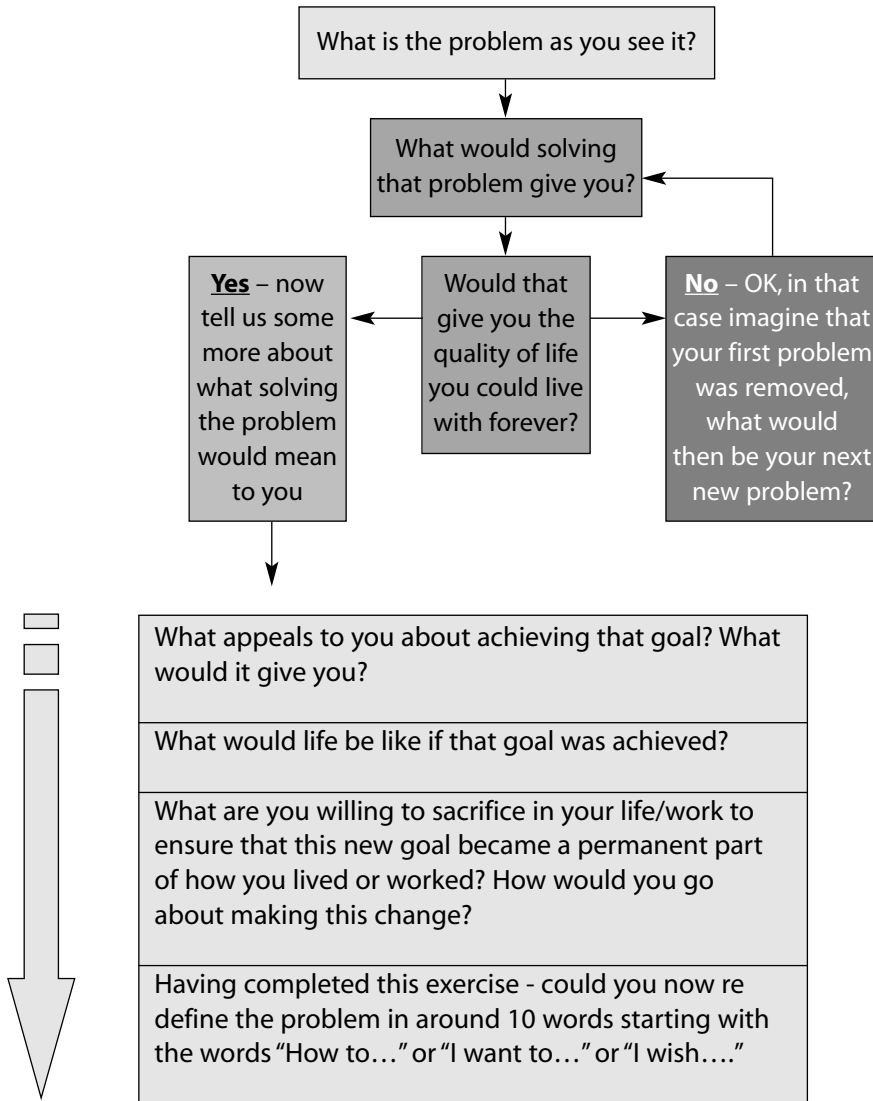 What is the problem as you see it?
What would solving
that problem give you?
Yes – now
tell us some
more about
what solving
the problem
would mean
to you
Would that
give you the
quality of life
you could live
with forever?
No – OK, in that
case imagine that
your first problem
was removed,
what would
then be your next
new problem?
What appeals to you about achieving that goal? What
would it give you?
What would life be like if that goal was achieved?
What are you willing to sacrifice in your life/work to
ensure that this new goal became a permanent part
of how you lived or worked? How would you go
about making this change?
Having completed this exercise - could you now re
define the problem in around 10 words starting with
the words “How to…” or “I want to…” or “I wish….”